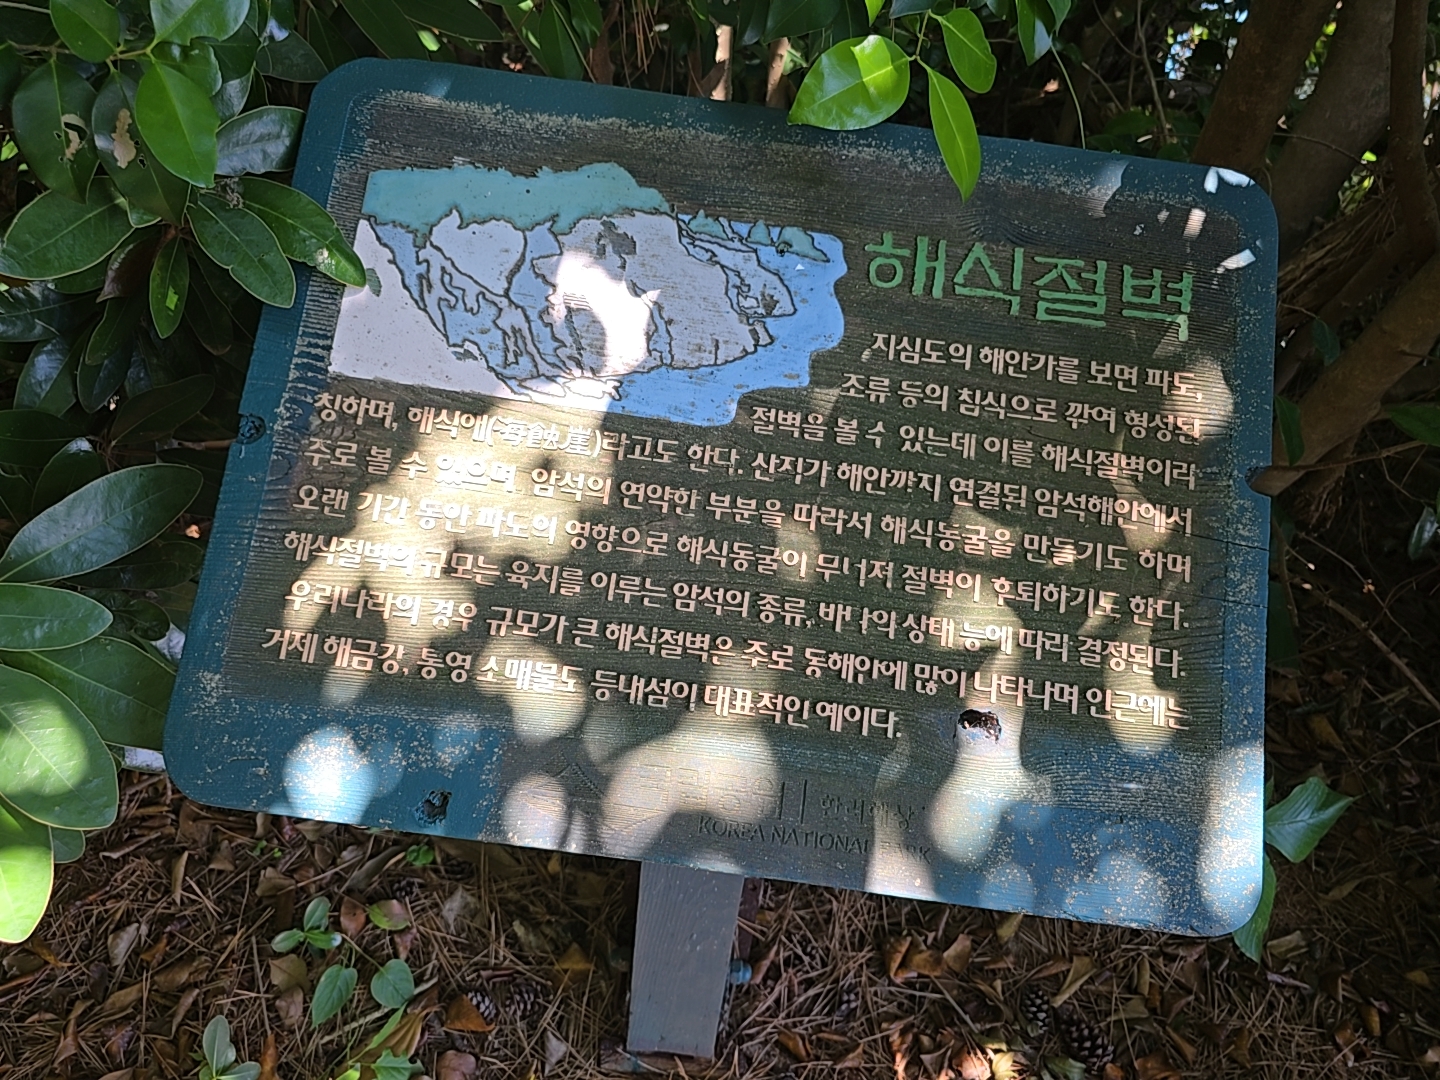 해식절벽
지심도의 해안가를 보면 파도,
조류 등의 침식으로 깎여 형성된
절벽을 볼 수 있는데 이를 해식절벽이라
칭하며, 해식애(海蝕崖)라고도 한다. 산지가 해안까지 연결된 암석해안에서
주로 볼 수 있으며, 암석의 연약한 부분을 따라서 해식동굴을 만들기도 하며
오랜 기간 동안 파도의 영향으로 해식동굴이 무너져 절벽이 후퇴하기도 한다.
해식절벽의 규모는 육지를 이루는 암석의 종류, 바다의 상태 등에 따라 결정된다.
우리나라의 경우 규모가 큰 해식절벽은 주로 동해안에 많이 나타나며 인근에는
거제 해금강, 통영 소매물도 등대섬이 대표적인 예이다.
국립공원 한려해상
KOREA NATIONAL PARK